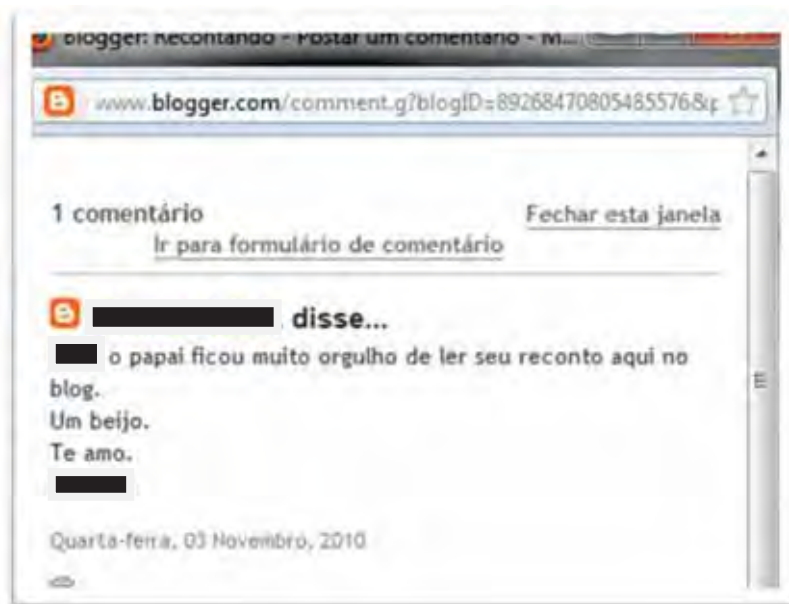 blogger: Recontando - Postar um comentário - M...
www.blogger.com/comment.g?blogID=892684708054855576&p
1 comentário
Fechar esta janela
Ir para formulário de comentário
disse...
o papai ficou muito orgulho de ler seu reconto aqui no
blog.
Um beijo.
Te amo.
Quarta-feira, 03 Novembro, 2010